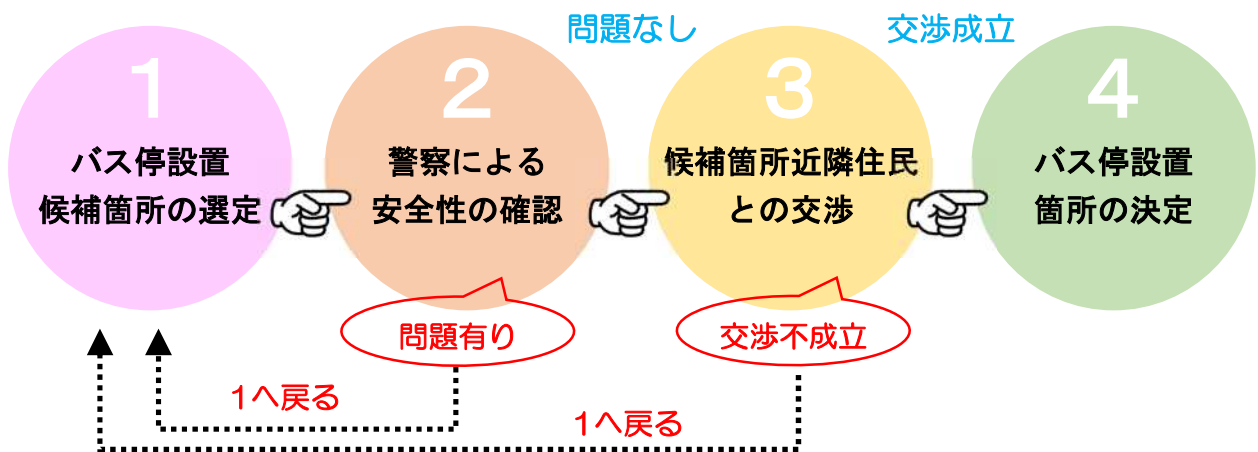 問題なし
交渉成立
1
バス停設置
候補箇所の選定
2
警察による
安全性の確認
3
候補箇所近隣住民
との交渉
4
バス停設置
箇所の決定
問題有り
交渉不成立
1へ戻る
1へ戻る